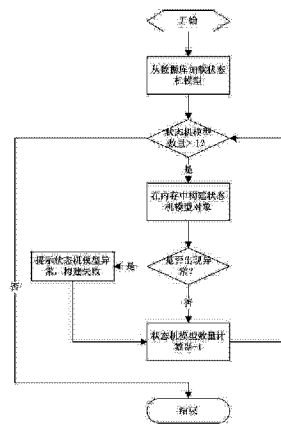 开始
从数据库加载状态
机模型
状态机模型
数量>1?
是
在内存中构建状态
机模型对象
是否出现异
常?
是
提示状态机模型异
常，构建失败
否
否
状态机模型数量计
数器-1
结束